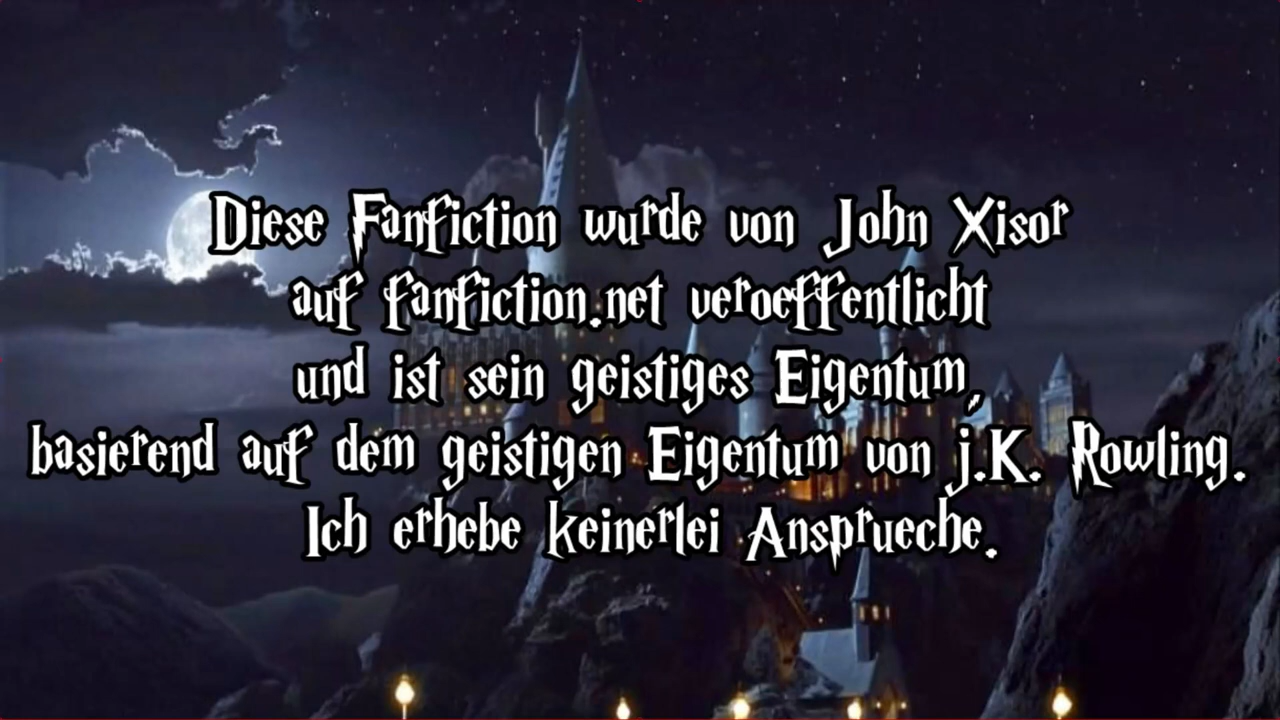 Diese Fanfiction wurde von John Xisor
auf fanfiction.net veroeffentlicht
und ist sein geistiges Eigentum,
basierend auf dem geistigen Eigentum von j.K. Rowling.
Ich erhebe keinerlei Ansprueche.